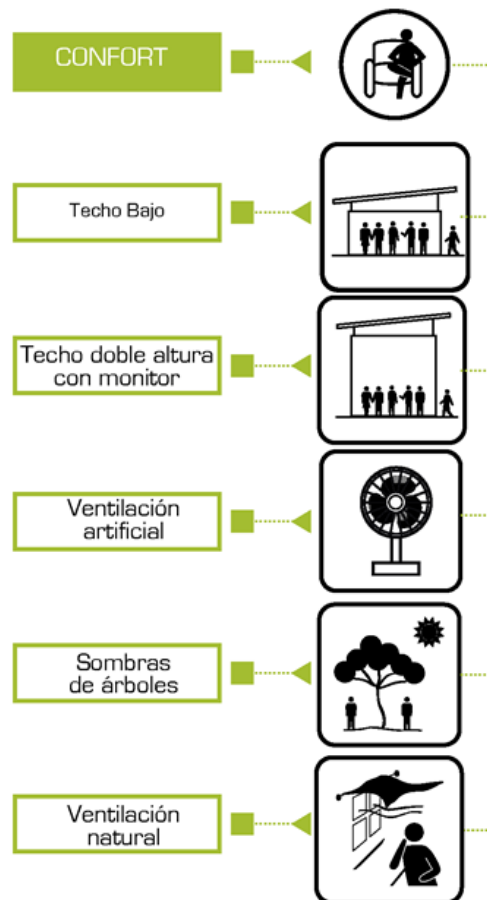 CONFORT
Techo Bajo
Techo doble altura
con monitor
Ventilación
artificial
Sombras
de árboles
Ventilación
natural